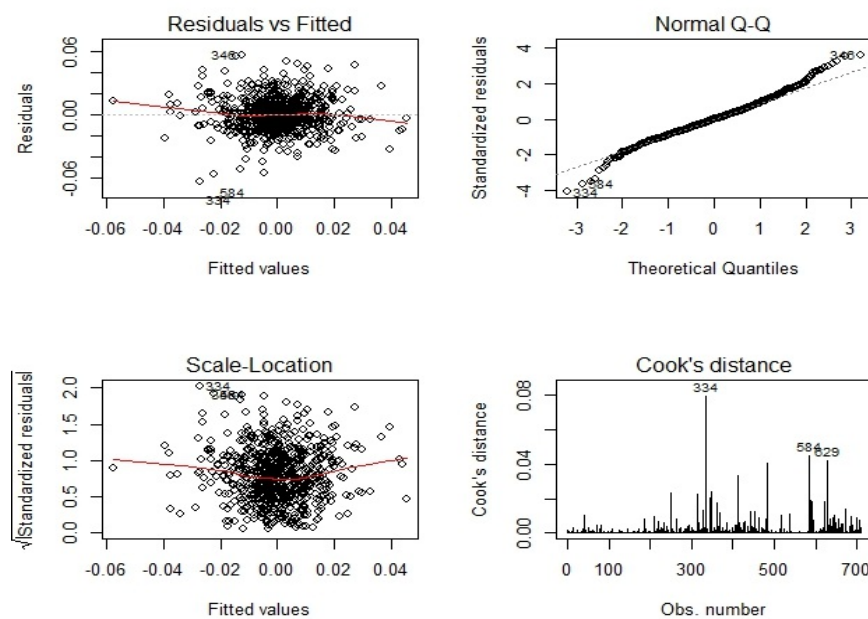 Residuals vs Fitted
Residuals
0.06
0.00
-0.06
346
584
334
-0.06 -0.04 -0.02 0.00 0.02 0.04
Fitted values
Normal Q-Q
Standardized residuals
4
2
0
-2
-4
346
584
334
-3 -2 -1 0 1 2 3
Theoretical Quantiles
Scale-Location
√|Standardized residuals|
2.0
1.5
1.0
0.5
0.0
334
-0.06 -0.04 -0.02 0.00 0.02 0.04
Fitted values
Cook's distance
Cook's distance
0.08
0.04
0.00
334
584
629
0 100 300 500 700
Obs. number